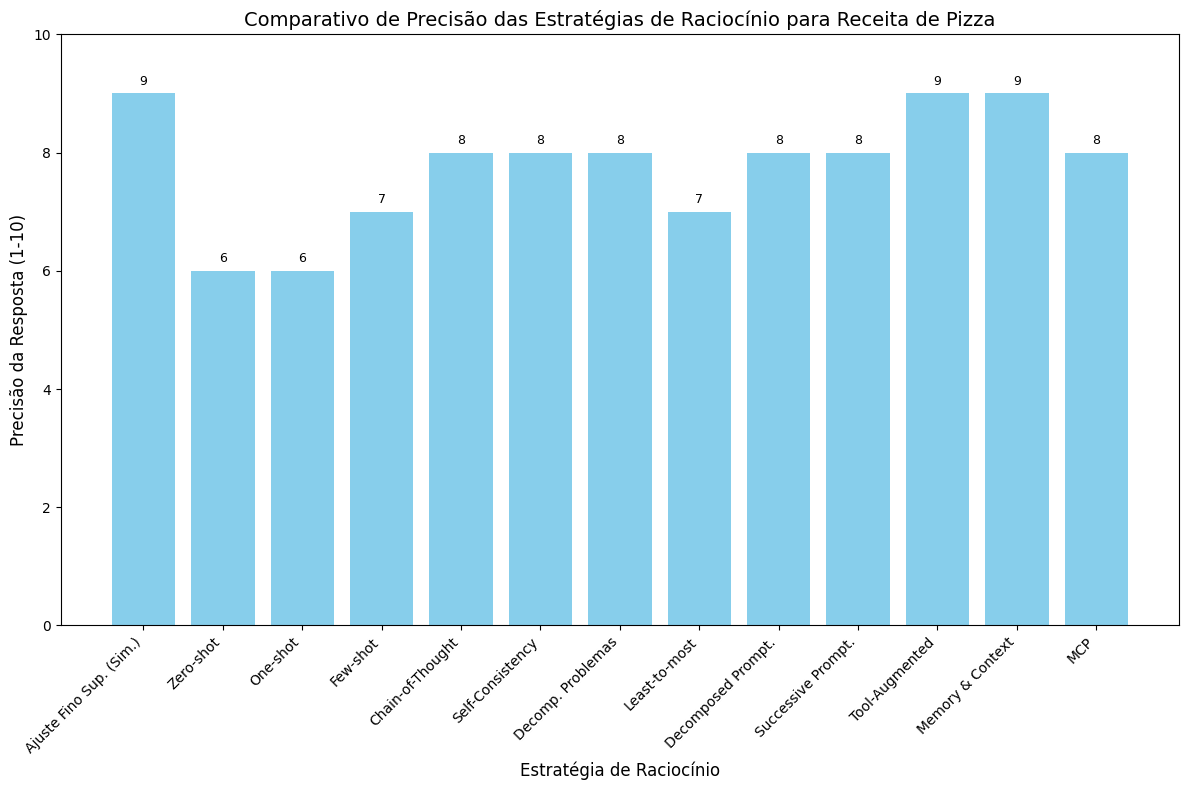 Comparativo de Precisão das Estratégias de Raciocínio para Receita de Pizza
Precisão da Resposta (1-10)
10
8
6
4
2
0
9
6
6
7
8
8
8
7
8
8
9
9
8
Ajuste Fino Sup. (Sim.)
Zero-shot
One-shot
Few-shot
Chain-of-Thought
Self-Consistency
Decomp. Problemas
Least-to-most
Decomposed Prompt.
Successive Prompt.
Tool-Augmented
Memory & Context
MCP
Estratégia de Raciocínio